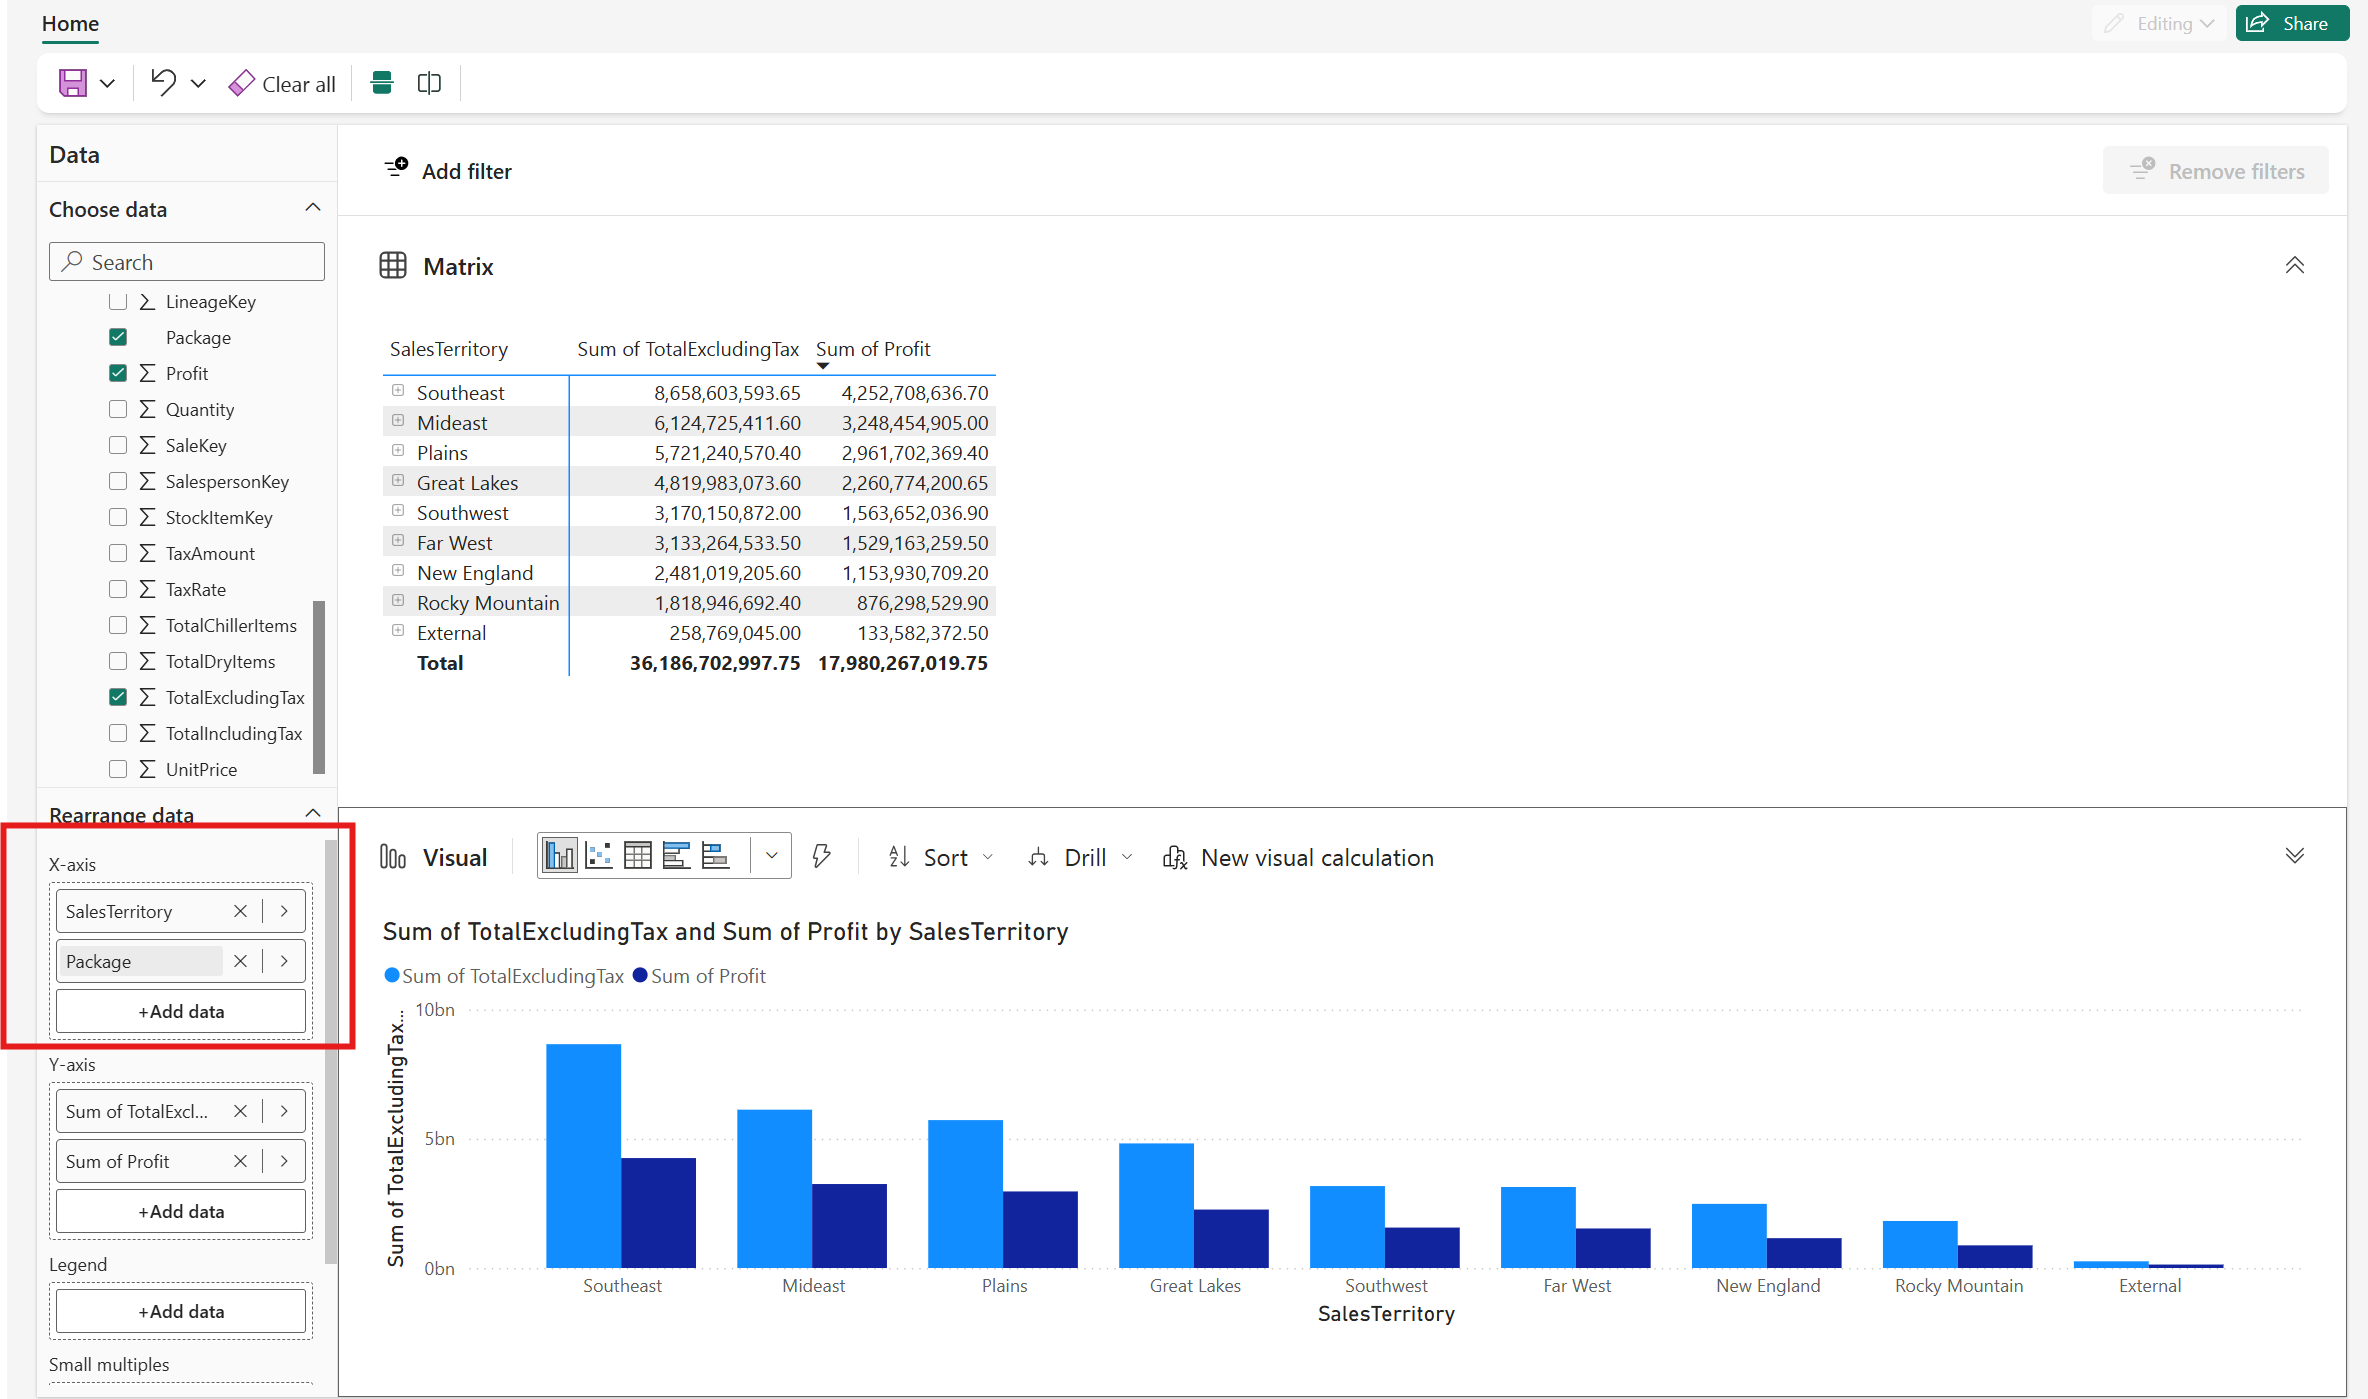 Home
Editing
Share
Clear all
Data
Choose data
Search
LineageKey
Package
Profit
Quantity
SaleKey
SalespersonKey
StockItemKey
TaxAmount
TaxRate
TotalChillerItems
TotalDryItems
TotalExcludingTax
TotalIncludingTax
UnitPrice
Rearrange data
X-axis
SalesTerritory
Package
+Add data
Y-axis
Sum of TotalExcl...
Sum of Profit
+Add data
Legend
+Add data
Small multiples
Add filter
Remove filters
Matrix
SalesTerritory Sum of TotalExcludingTax Sum of Profit
Southeast 8,658,603,593.65 4,252,708,636.70
Mideast 6,124,725,411.60 3,248,454,905.00
Plains 5,721,240,570.40 2,961,702,369.40
Great Lakes 4,819,983,073.60 2,260,774,200.65
Southwest 3,170,150,872.00 1,563,652,036.90
Far West 3,133,264,533.50 1,529,163,259.50
New England 2,481,019,205.60 1,153,930,709.20
Rocky Mountain 1,818,946,692.40 876,298,529.90
External 258,769,045.00 133,582,372.50
Total 36,186,702,997.75 17,980,267,019.75
Visual
Sort
Drill
New visual calculation
Sum of TotalExcludingTax and Sum of Profit by SalesTerritory
Sum of TotalExcludingTax Sum of Profit
Sum of TotalExcludingTax...
10bn
5bn
0bn
Southeast Mideast Plains Great Lakes Southwest Far West New England Rocky Mountain External
SalesTerritory